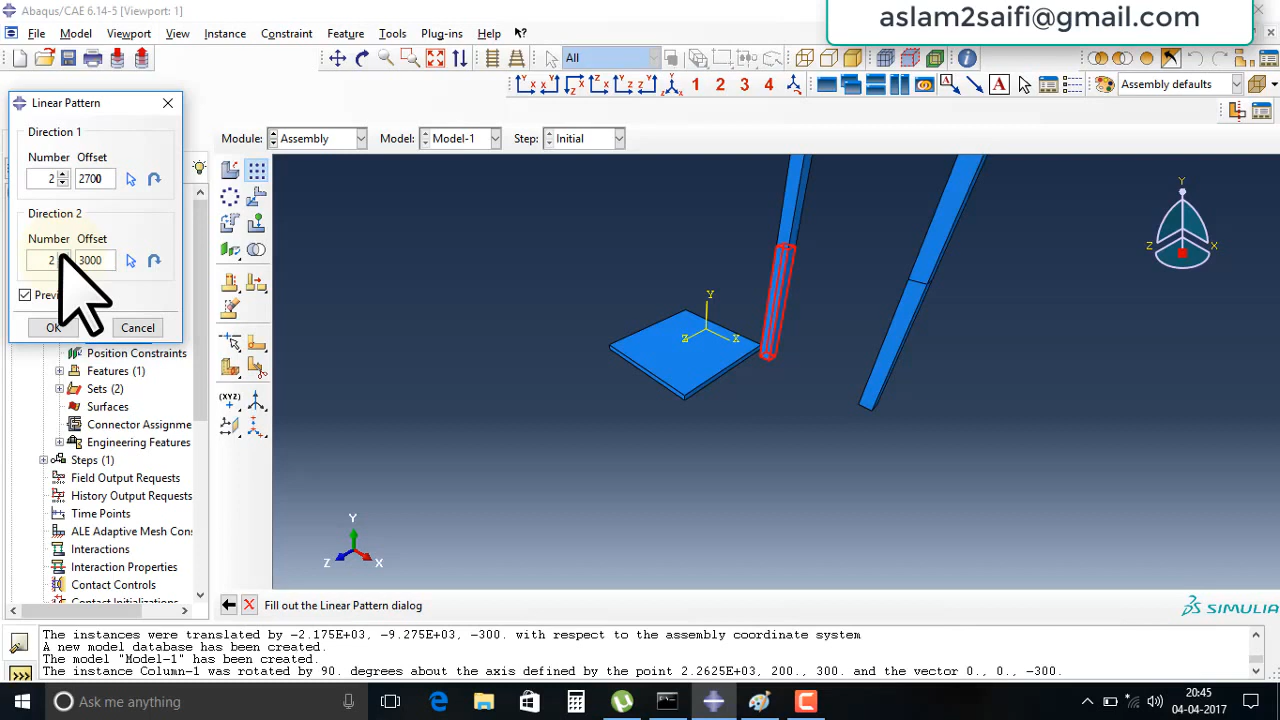 Abaqus/CAE 6.14-5 [Viewport: 1]
aslam2saifi@gmail.com
File Model Viewport View Instance Constraint Feature Tools Plug-ins Help
All
1 2 3 4 A Assembly defaults
Linear Pattern
Module: Assembly Model: Model-1 Step: Initial
Direction 1
Number Offset
2 2700
Direction 2
Number Offset
2 3000
OK Cancel
Position Constraints
Features (1)
Sets (2)
Surfaces
Connector Assignme
Engineering Features
Steps (1)
Field Output Requests
History Output Requests
Time Points
ALE Adaptive Mesh Con
Interactions
Interaction Properties
Contact Controls
Contact Initializations
(XYZ)
Y
Z X
Y
Z X
Y
Z X
Fill out the Linear Pattern dialog
SIMULIA
The instances were translated by -2.175E+03, -9.275E+03, -300. with respect to the assembly coordinate system
A new model database has been created.
The model "Model-1" has been created.
The instance Column-1 was rotated by 90. degrees about the axis defined by the point 2.2625E+03, 200., 300. and the vector 0., 0., -300.
>>>
Ask me anything
20:45
04-04-2017